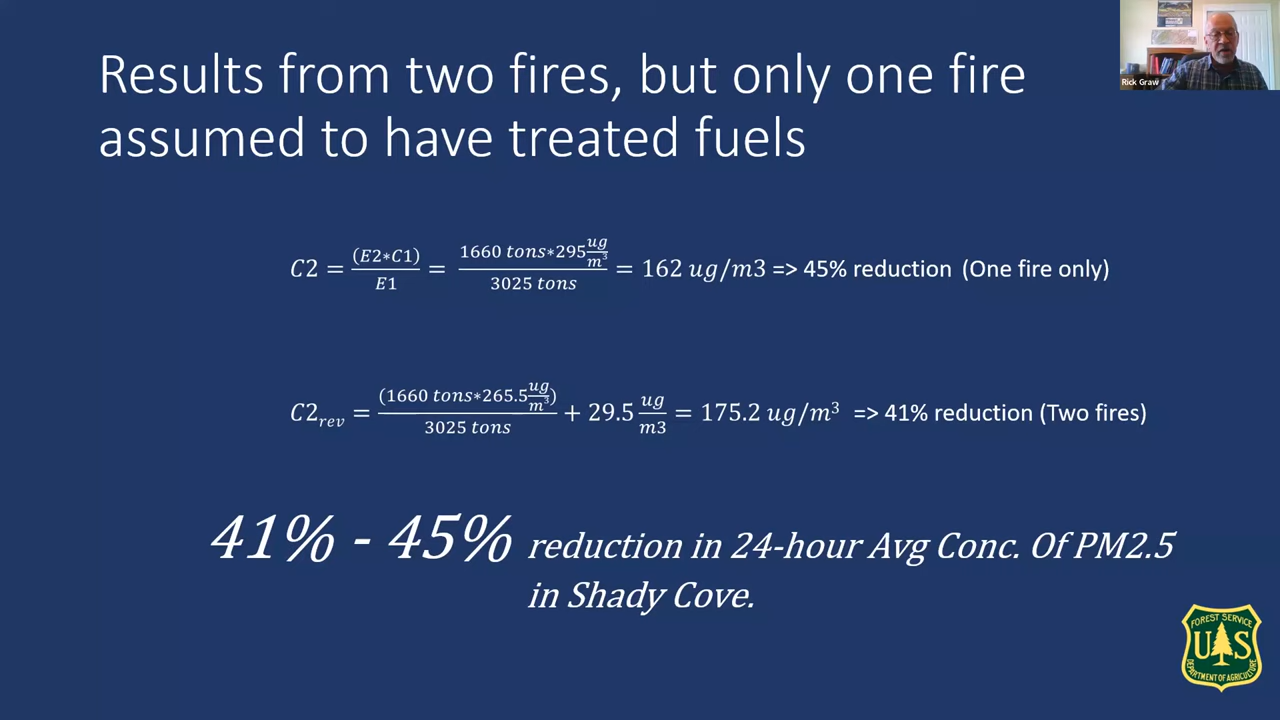 Results from two fires, but only one fire
assumed to have treated fuels
Rick Graw
C2 = (E2*C1)/E1 = 1660 tons*295 ug/m³ / 3025 tons = 162 ug/m3 => 45% reduction (One fire only)
C2rev = (1660 tons*265.5 ug/m³) / 3025 tons + 29.5 ug/m3 = 175.2 ug/m³ => 41% reduction (Two fires)
41% - 45% reduction in 24-hour Avg Conc. Of PM2.5
in Shady Cove.
FOREST SERVICE
U S
DEPARTMENT OF AGRICULTURE